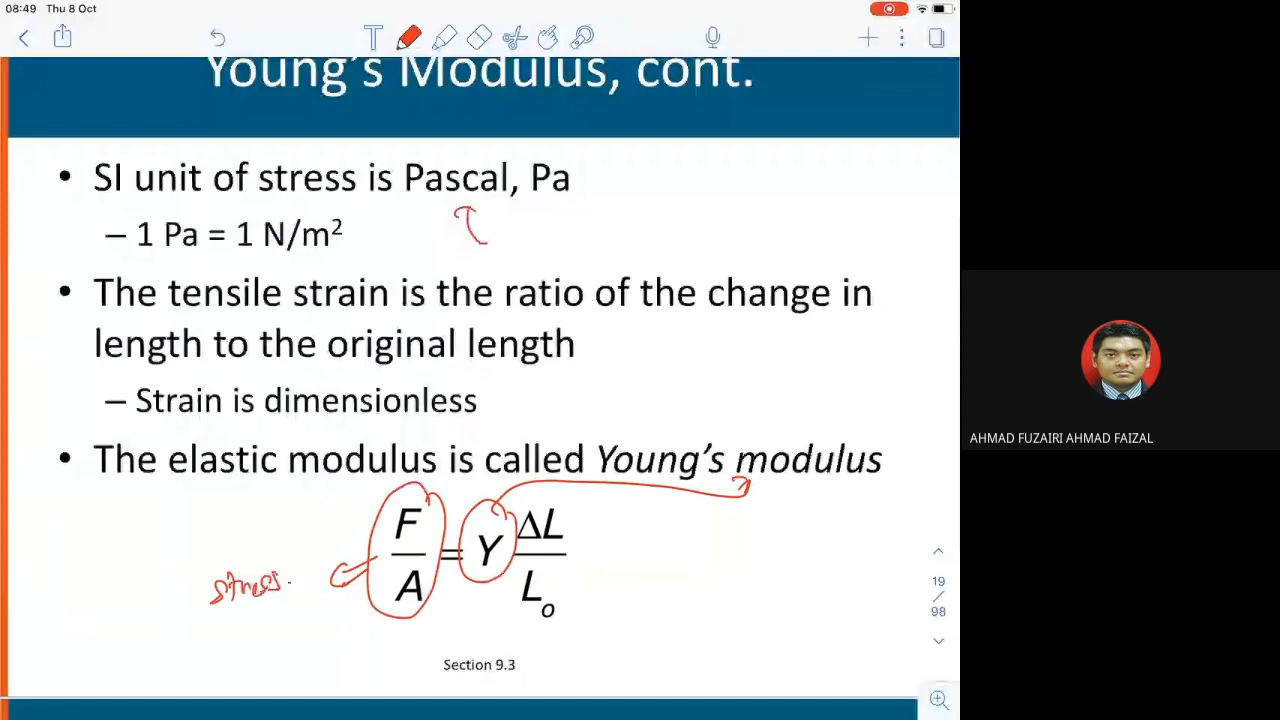 08:49 Thu 8 Oct
Young's Modulus, cont.
• SI unit of stress is Pascal, Pa
– 1 Pa = 1 N/m²
• The tensile strain is the ratio of the change in
length to the original length
– Strain is dimensionless
• The elastic modulus is called Young's modulus
F/A = Y ΔL/Lo
stress.
Section 9.3
19
/
98
AHMAD FUZAIRI AHMAD FAIZAL